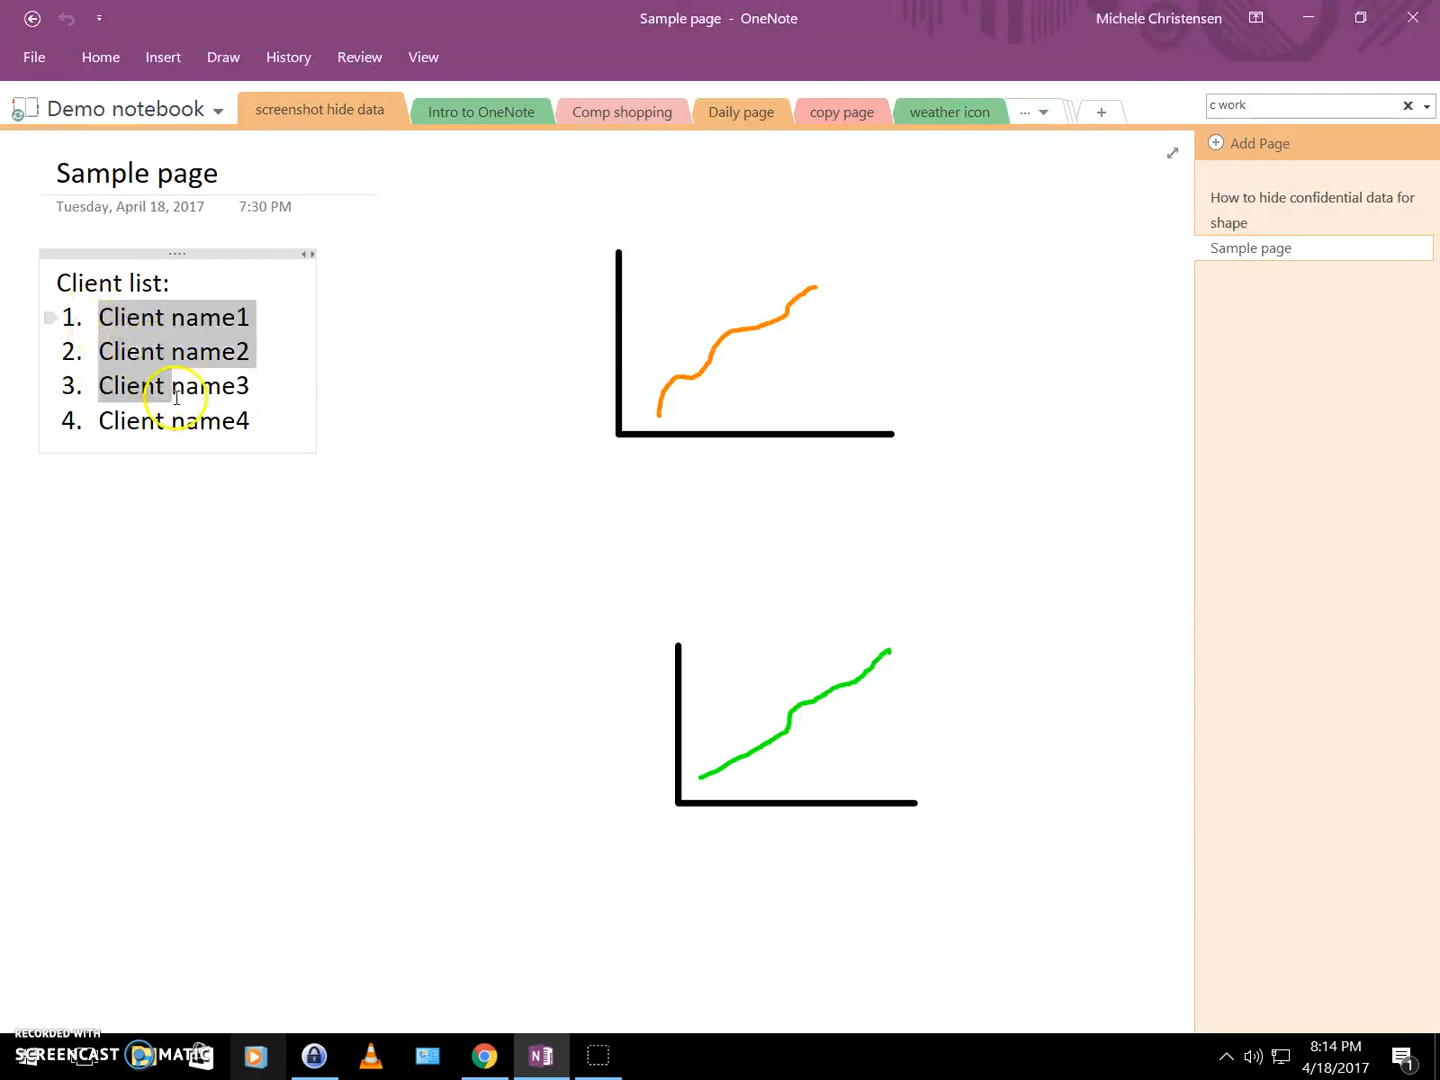 Sample page - OneNote
Michele Christensen
File Home Insert Draw History Review View
Demo notebook
screenshot hide data
Intro to OneNote
Comp shopping
Daily page
copy page
weather icon
...
c work
Add Page
How to hide confidential data for
shape
Sample page
Sample page
Tuesday, April 18, 2017 7:30 PM
Client list:
1. Client name1
2. Client name2
3. Client name3
4. Client name4
RECORDED WITH
SCREENCAST MATIC
8:14 PM
4/18/2017
1